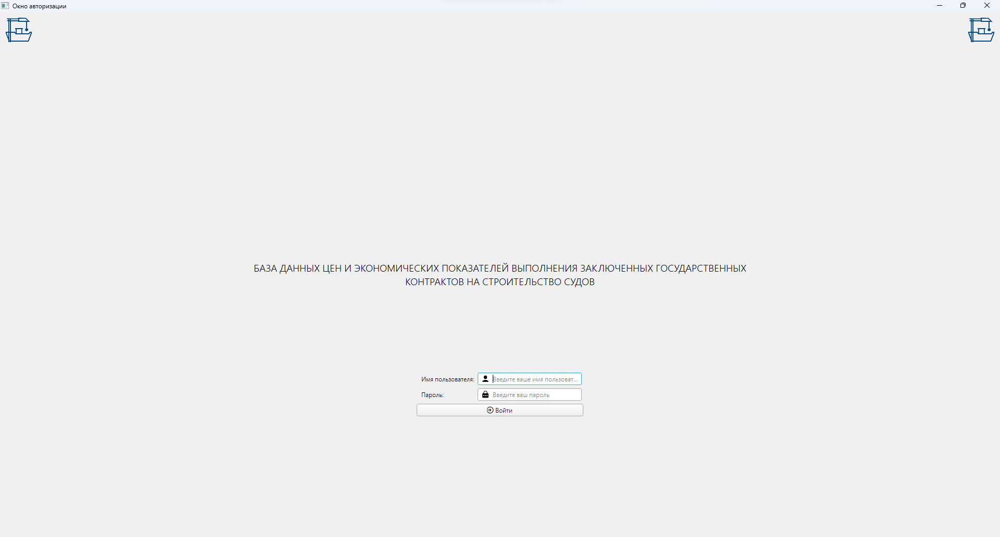 Окно авторизации
БАЗА ДАННЫХ ЦЕН И ЭКОНОМИЧЕСКИХ ПОКАЗАТЕЛЕЙ ВЫПОЛНЕНИЯ ЗАКЛЮЧЕННЫХ ГОСУДАРСТВЕННЫХ
КОНТРАКТОВ НА СТРОИТЕЛЬСТВО СУДОВ
Имя пользователя: Введите ваше имя пользоват...
Пароль: Введите ваш пароль
Войти